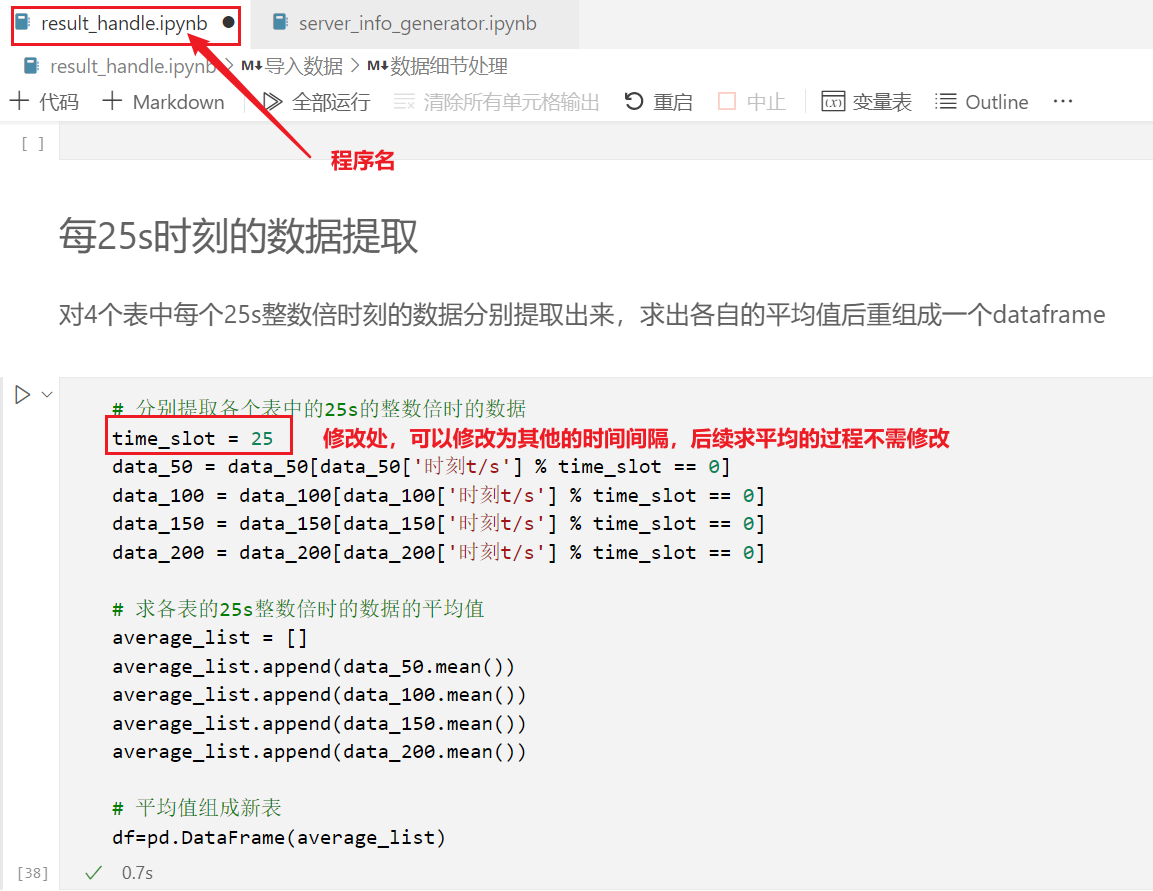 result_handle.ipynb ● server_info_generator.ipynb
result_handle.ipynb > M↓导入数据 > M↓数据细节处理
+ 代码 + Markdown 全部运行 清除所有单元格输出 重启 中止 变量表 Outline ...
[ ]
程序名
每25s时刻的数据提取
对4个表中每个25s整数倍时刻的数据分别提取出来，求出各自的平均值后重组成一个dataframe
# 分别提取各个表中的25s的整数倍时的数据
time_slot = 25 修改处，可以修改为其他的时间间隔，后续求平均的过程不需修改
data_50 = data_50[data_50['时刻t/s'] % time_slot == 0]
data_100 = data_100[data_100['时刻t/s'] % time_slot == 0]
data_150 = data_150[data_150['时刻t/s'] % time_slot == 0]
data_200 = data_200[data_200['时刻t/s'] % time_slot == 0]
# 求各表的25s整数倍时的数据的平均值
average_list = []
average_list.append(data_50.mean())
average_list.append(data_100.mean())
average_list.append(data_150.mean())
average_list.append(data_200.mean())
# 平均值组成新表
df=pd.DataFrame(average_list)
[38] ✓ 0.7s